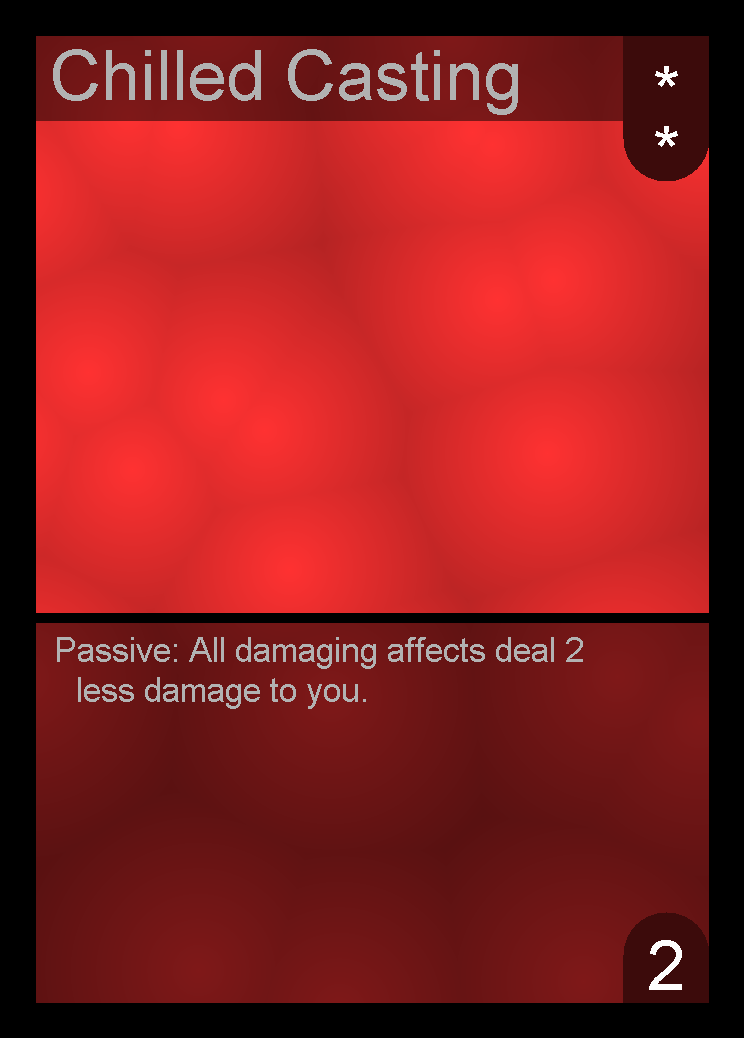 Chilled Casting
*
*
Passive: All damaging affects deal 2
less damage to you.
2